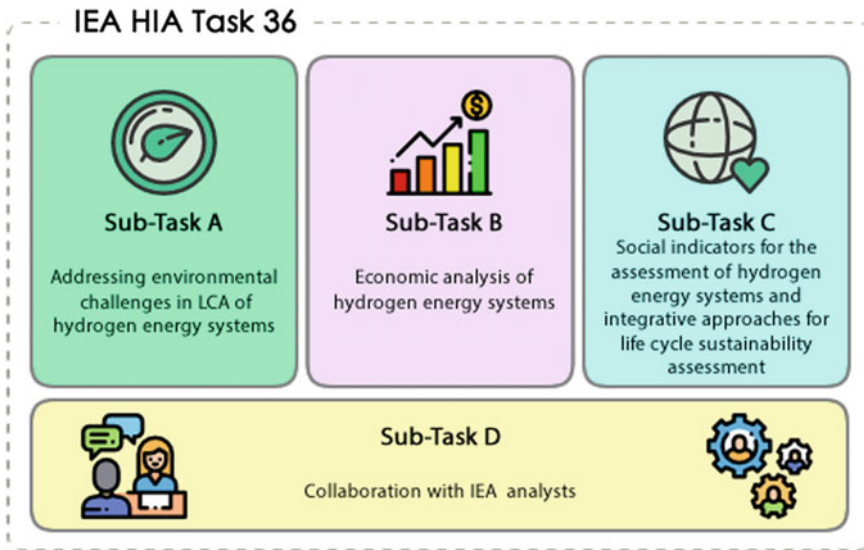 IEA HIA Task 36
Sub-Task A
Addressing environmental
challenges in LCA of
hydrogen energy systems
$
Sub-Task B
Economic analysis of
hydrogen energy systems
Sub-Task C
Social indicators for the
assessment of hydrogen
energy systems and
integrative approaches for
life cycle sustainability
assessment
Sub-Task D
Collaboration with IEA analysts